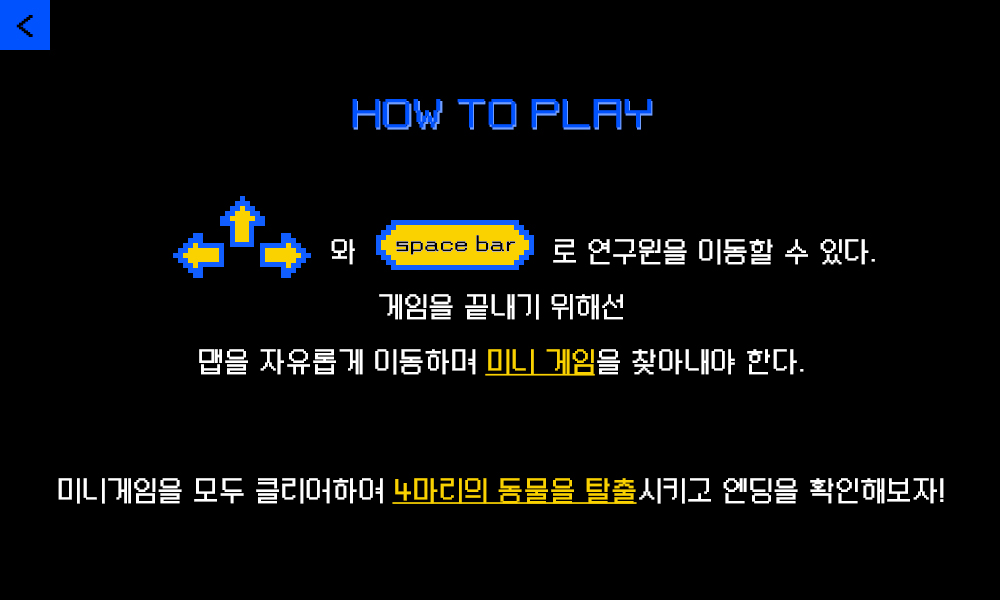 HOW TO PLAY
와 space bar 로 연구원을 이동할 수 있다.
게임을 끝내기 위해선
맵을 자유롭게 이동하며 미니 게임을 찾아내야 한다.
미니게임을 모두 클리어하여 4마리의 동물을 탈출시키고 엔딩을 확인해보자!